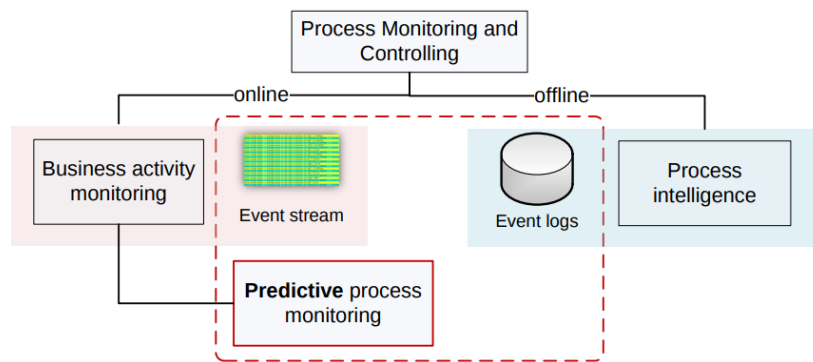 Process Monitoring and
Controlling
online
offline
Business activity
monitoring
Event stream
Event logs
Process
intelligence
Predictive process
monitoring